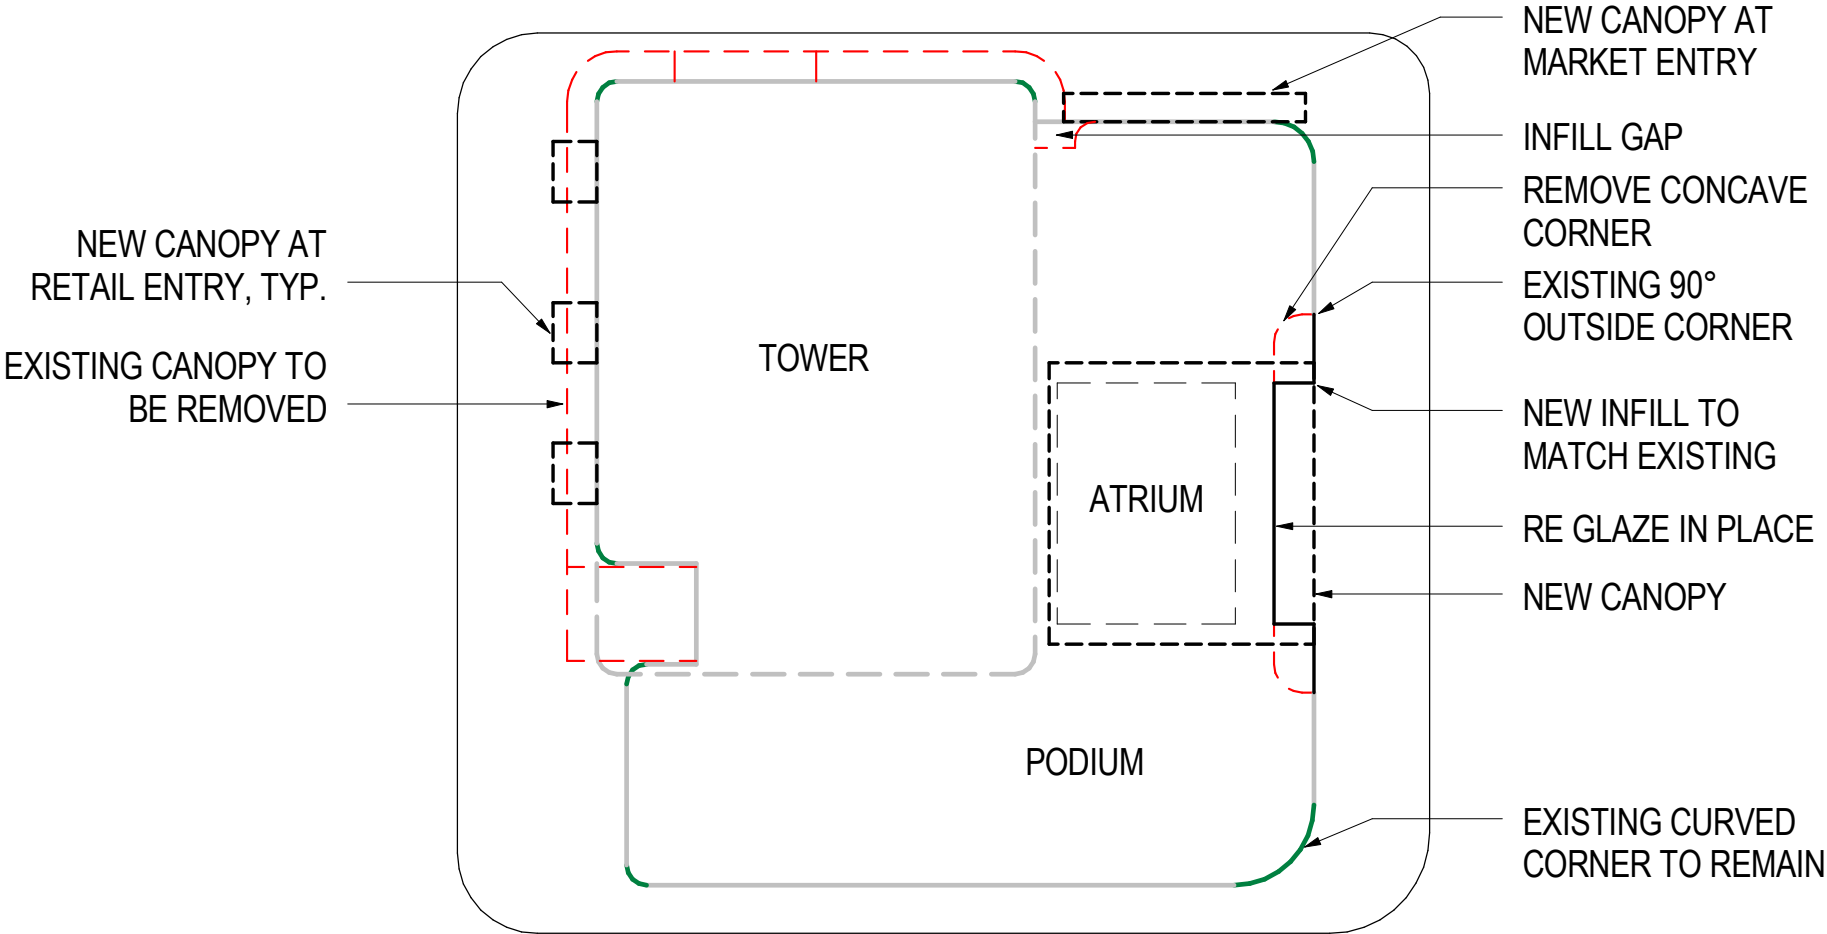 NEW CANOPY AT
MARKET ENTRY
INFILL GAP
REMOVE CONCAVE
CORNER
NEW CANOPY AT
RETAIL ENTRY, TYP.
EXISTING 90°
OUTSIDE CORNER
TOWER
EXISTING CANOPY TO
BE REMOVED
NEW INFILL TO
MATCH EXISTING
ATRIUM
RE GLAZE IN PLACE
NEW CANOPY
PODIUM
EXISTING CURVED
CORNER TO REMAIN